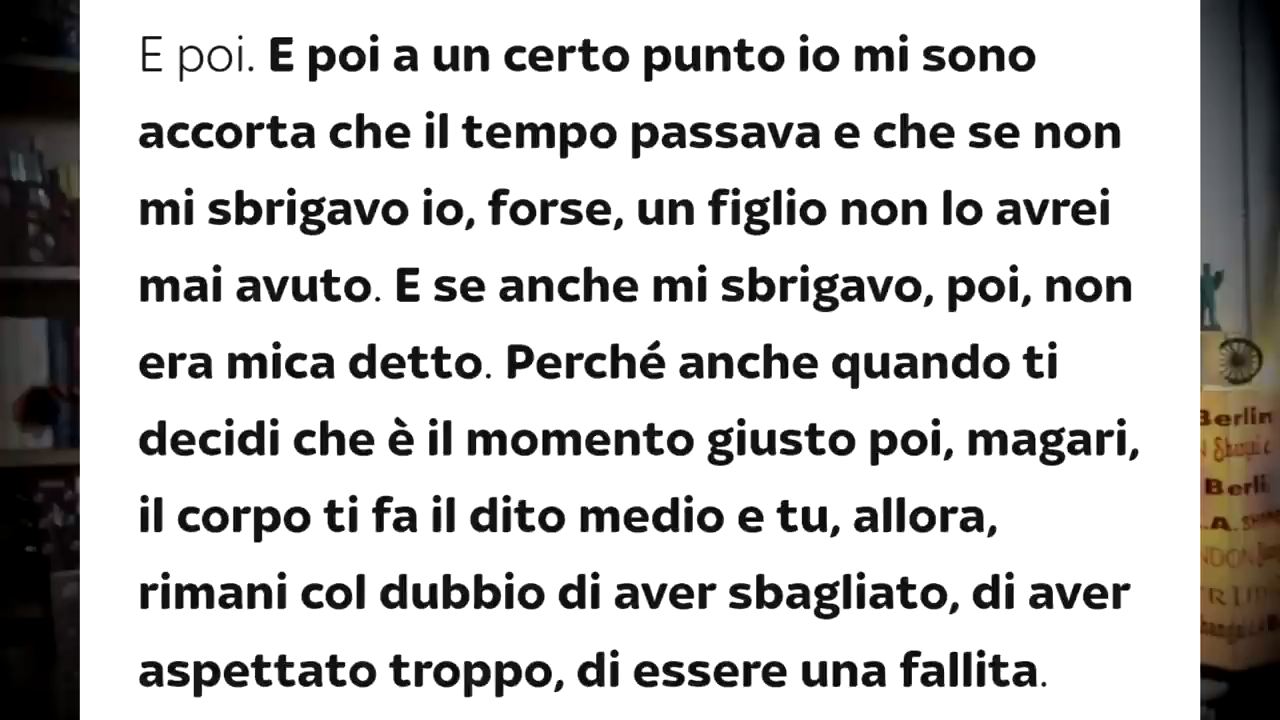 E poi. E poi a un certo punto io mi sono
accorta che il tempo passava e che se non
mi sbrigavo io, forse, un figlio non lo avrei
mai avuto. E se anche mi sbrigavo, poi, non
era mica detto. Perché anche quando ti
decidi che è il momento giusto poi, magari,
il corpo ti fa il dito medio e tu, allora,
rimani col dubbio di aver sbagliato, di aver
aspettato troppo, di essere una fallita.
Berlin
Berli